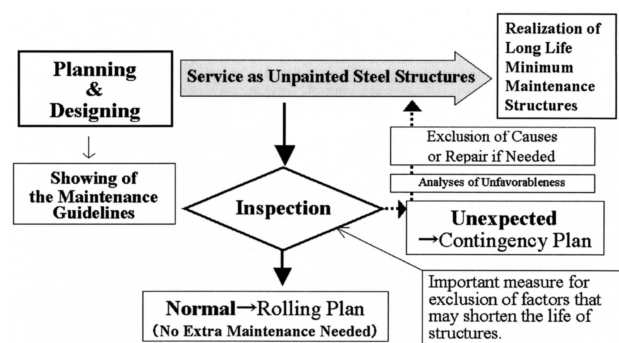 Planning
&
Designing
Service as Unpainted Steel Structures
Realization of
Long Life
Minimum
Maintenance
Structures
Showing of
the Maintenance
Guidelines
Inspection
Exclusion of Causes
or Repair if Needed
Analyses of Unfavorableness
Unexpected
→Contingency Plan
Normal→Rolling Plan
(No Extra Maintenance Needed)
Important measure for
exclusion of factors that
may shorten the life of
structures.